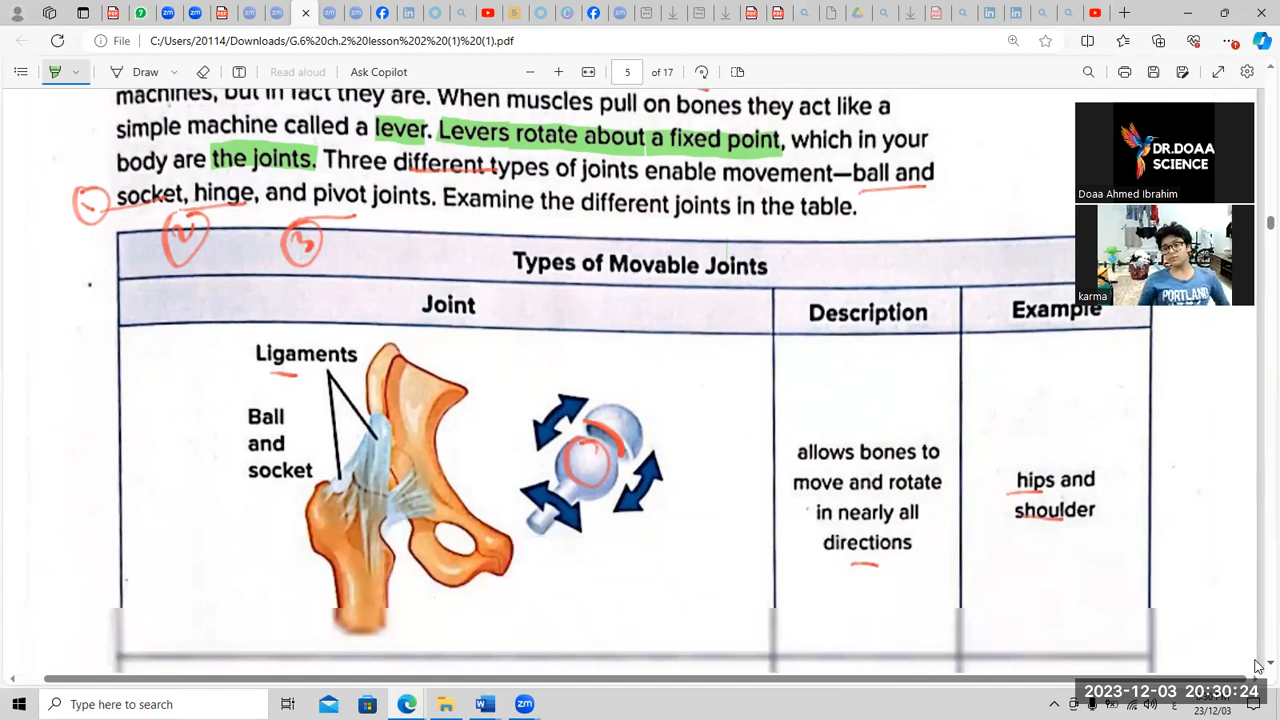 File
C:/Users/20114/Downloads/G.6%20ch.2%20lesson%202%20(1)%20(1).pdf
Draw
Read aloud
Ask Copilot
5
of 17
machines, but in fact they are. When muscles pull on bones they act like a
simple machine called a lever. Levers rotate about a fixed point, which in your
body are the joints. Three different types of joints enable movement—ball and
socket, hinge, and pivot joints. Examine the different joints in the table.
2
3
Types of Movable Joints
Joint
Description
Example
Ligaments
Ball
and
socket
allows bones to
move and rotate
in nearly all
directions
hips and
shoulder
DR.DOAA
SCIENCE
Doaa Ahmed Ibrahim
karma
PORTLAND
Type here to search
2023-12-03 20:30:24
23/12/03